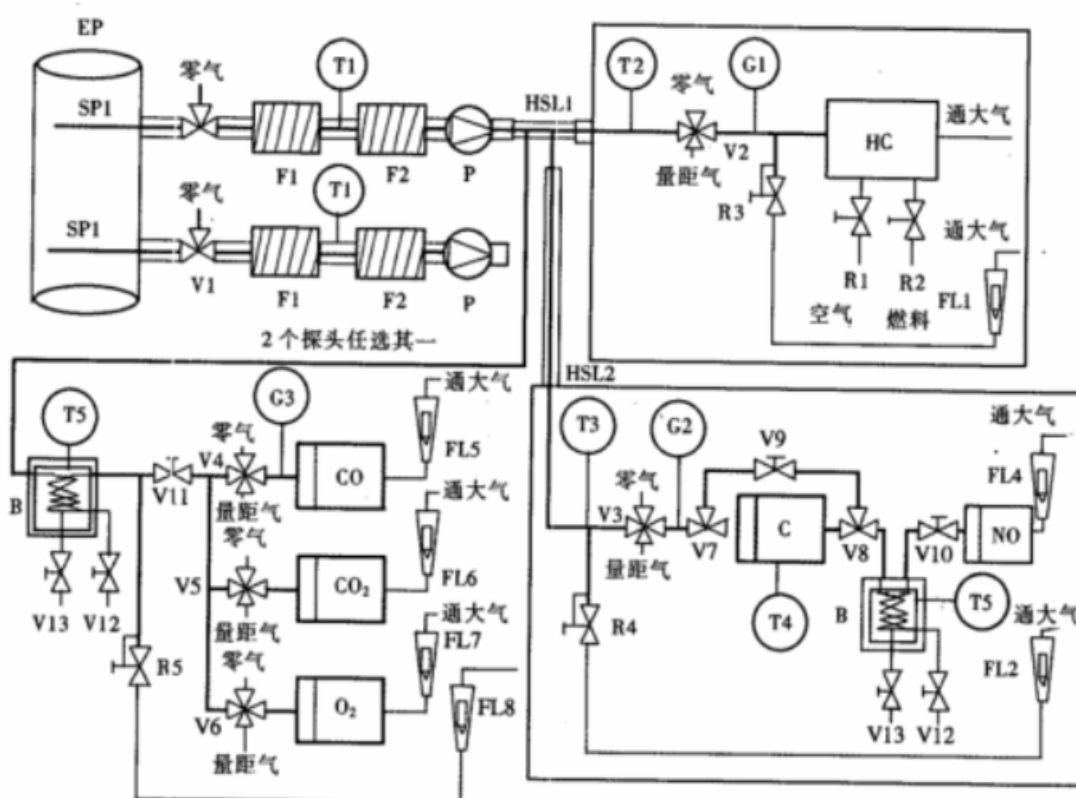 EP
零气
T1
SP1
HSL1
F1
F2
P
零气
T1
SP1
V1
F1
F2
P
2 个探头任选其一
T2
零气
G1
V2
量距气
HC
通大气
R3
R1
R2
空气
燃料
通大气
FL1
T5
B
V13
V12
V11
R5
V4
零气
G3
量距气
CO
通大气
FL5
零气
V5
量距气
CO₂
通大气
FL6
零气
V6
量距气
O₂
通大气
FL7
FL8
HSL2
T3
零气
G2
V3
量距气
V7
V9
C
T4
V8
V10
NO
通大气
FL4
B
T5
V13
V12
R4
通大气
FL2